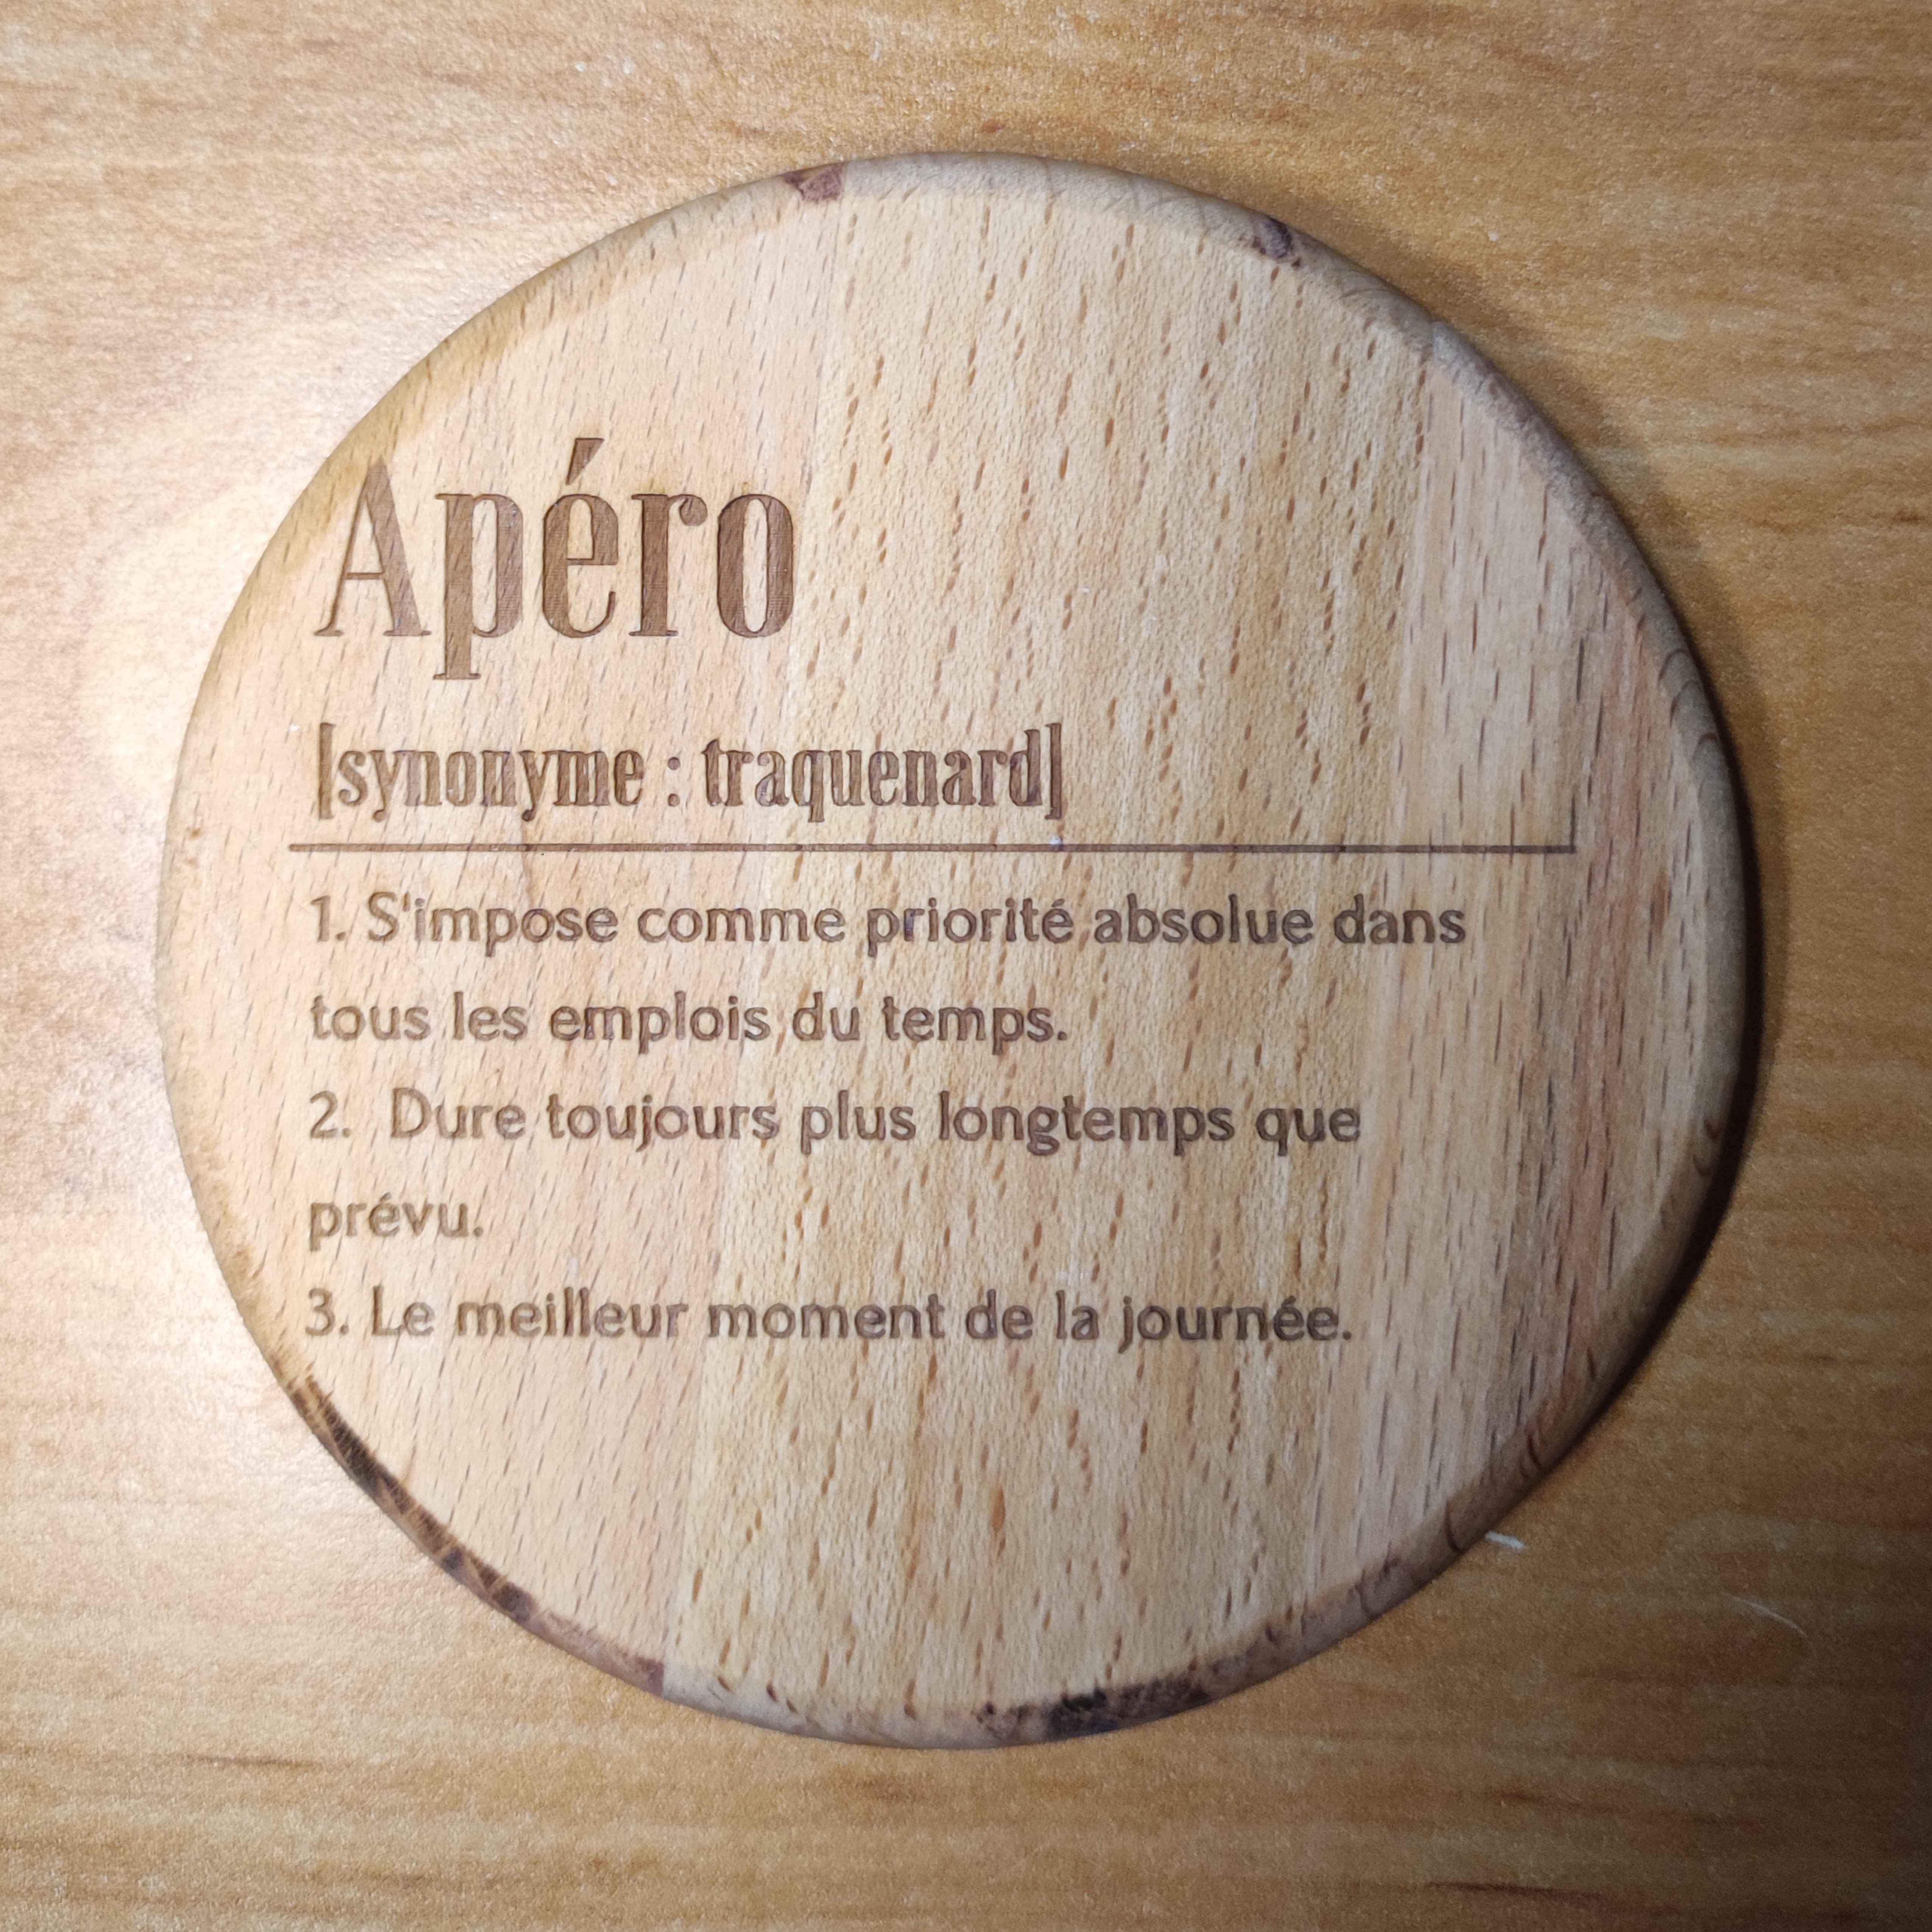 Apéro
[synonyme : traquenard]
1. S'impose comme priorité absolue dans
tous les emplois du temps.
2. Dure toujours plus longtemps que
prévu.
3. Le meilleur moment de la journée.